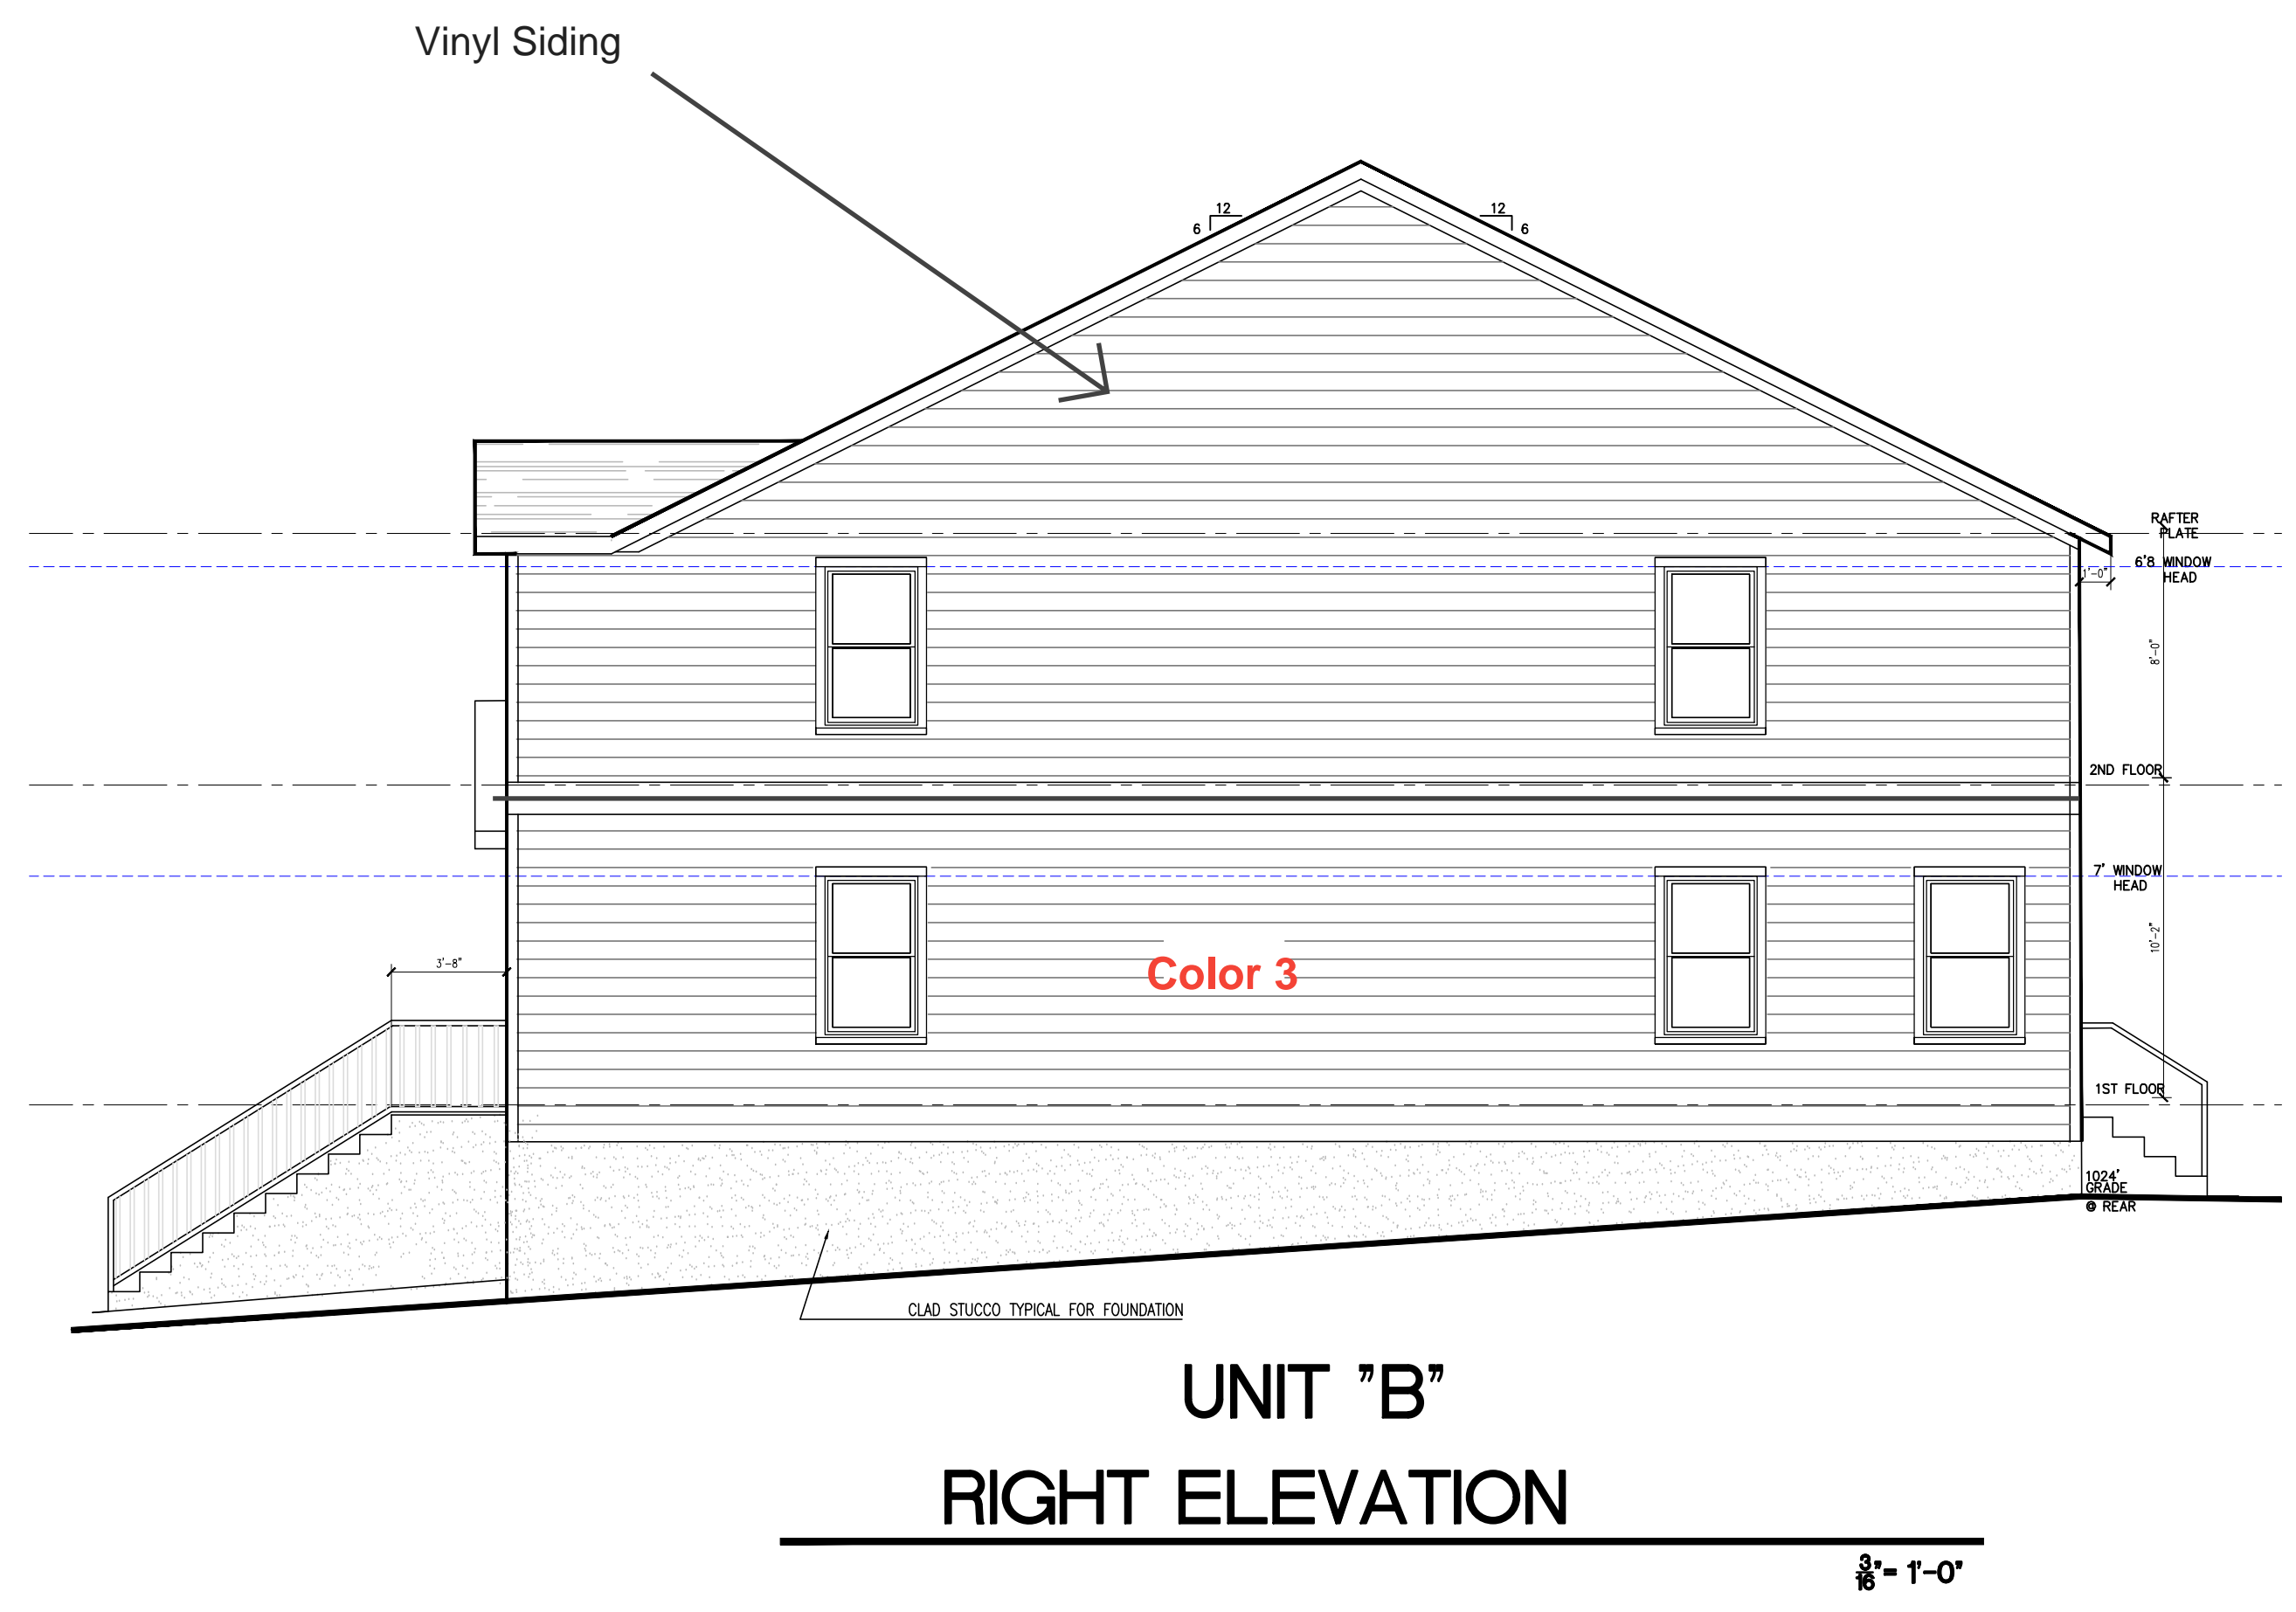 Vinyl Siding
12
12
6
6
RAFTER
PLATE
6'8 WINDOW
HEAD
1'-0"
8'-0"
2ND FLOOR
7' WINDOW
HEAD
10'-2"
3'-8"
Color 3
1ST FLOOR
1024'
GRADE
@ REAR
CLAD STUCCO TYPICAL FOR FOUNDATION
UNIT "B"
RIGHT ELEVATION
3/16"= 1'-0"